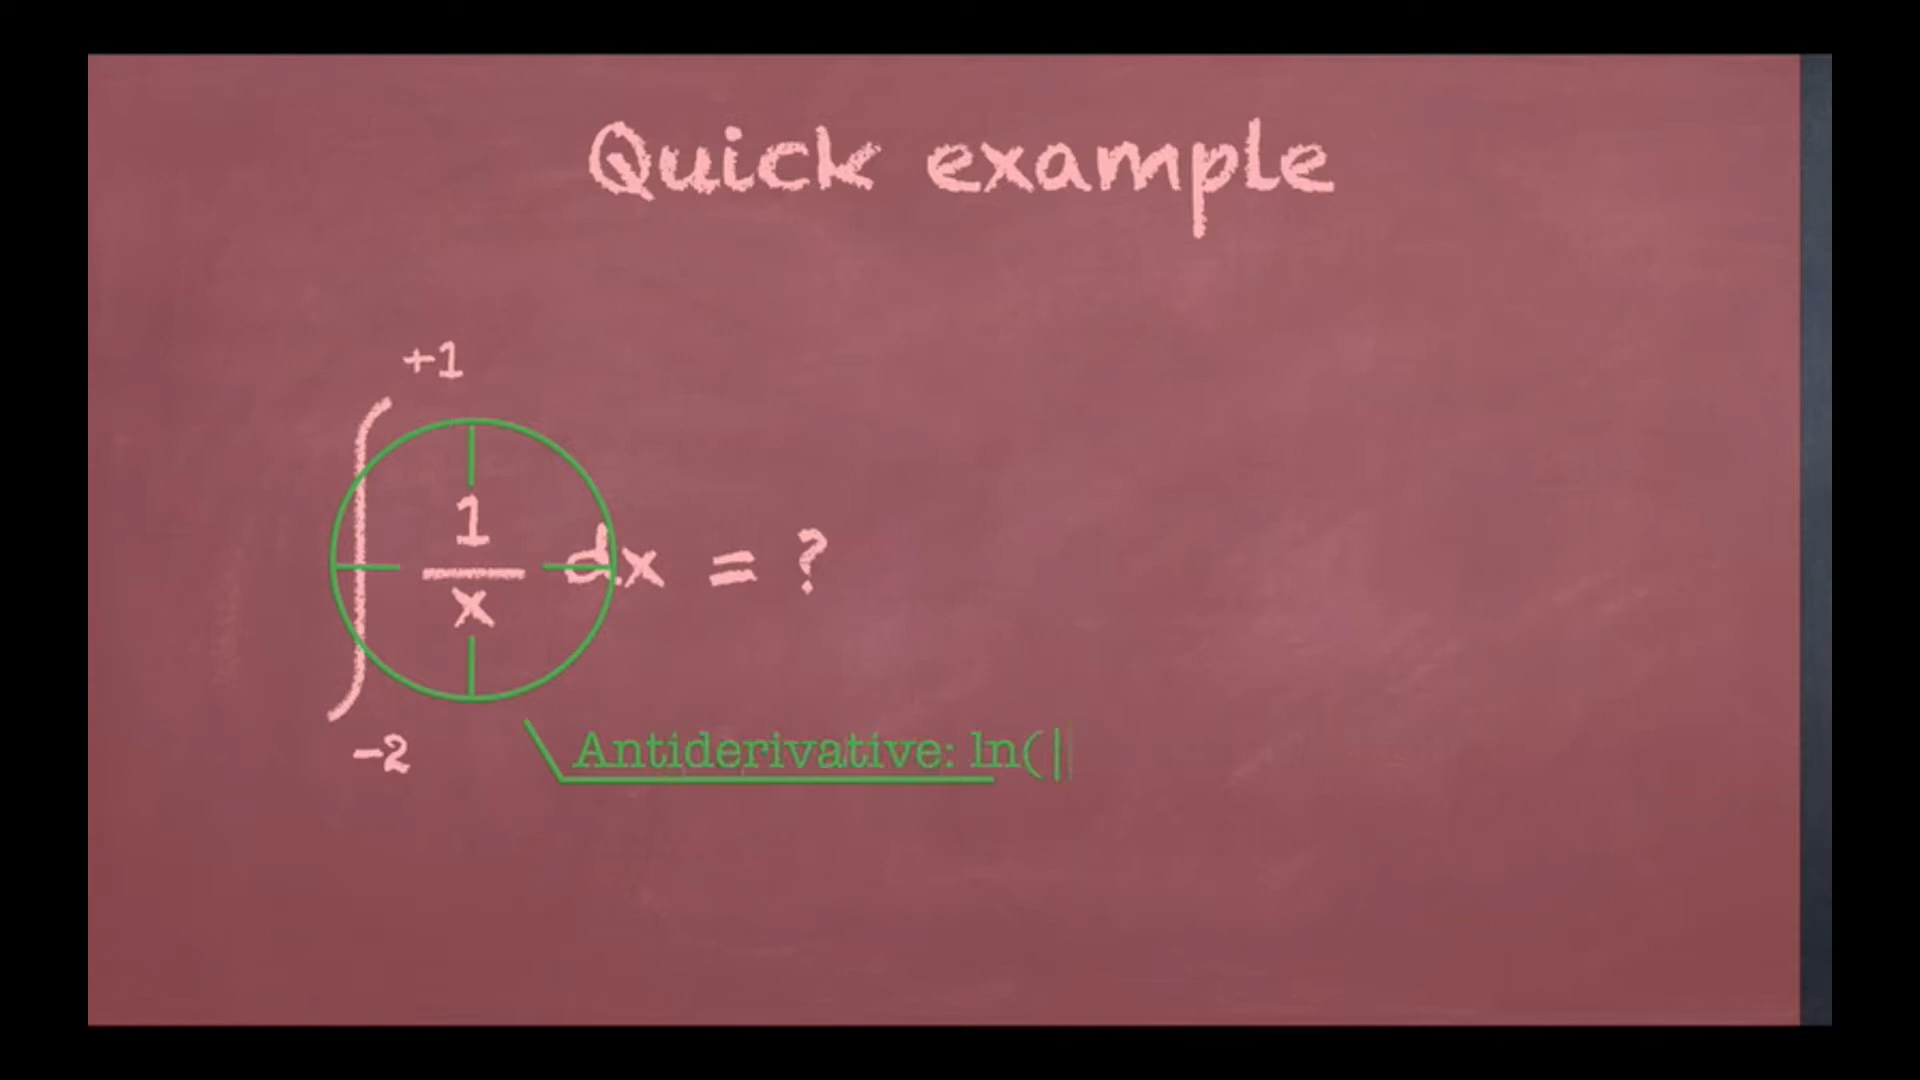 Quick example
+1
1
x
dx = ?
-2
Antiderivative: ln(|